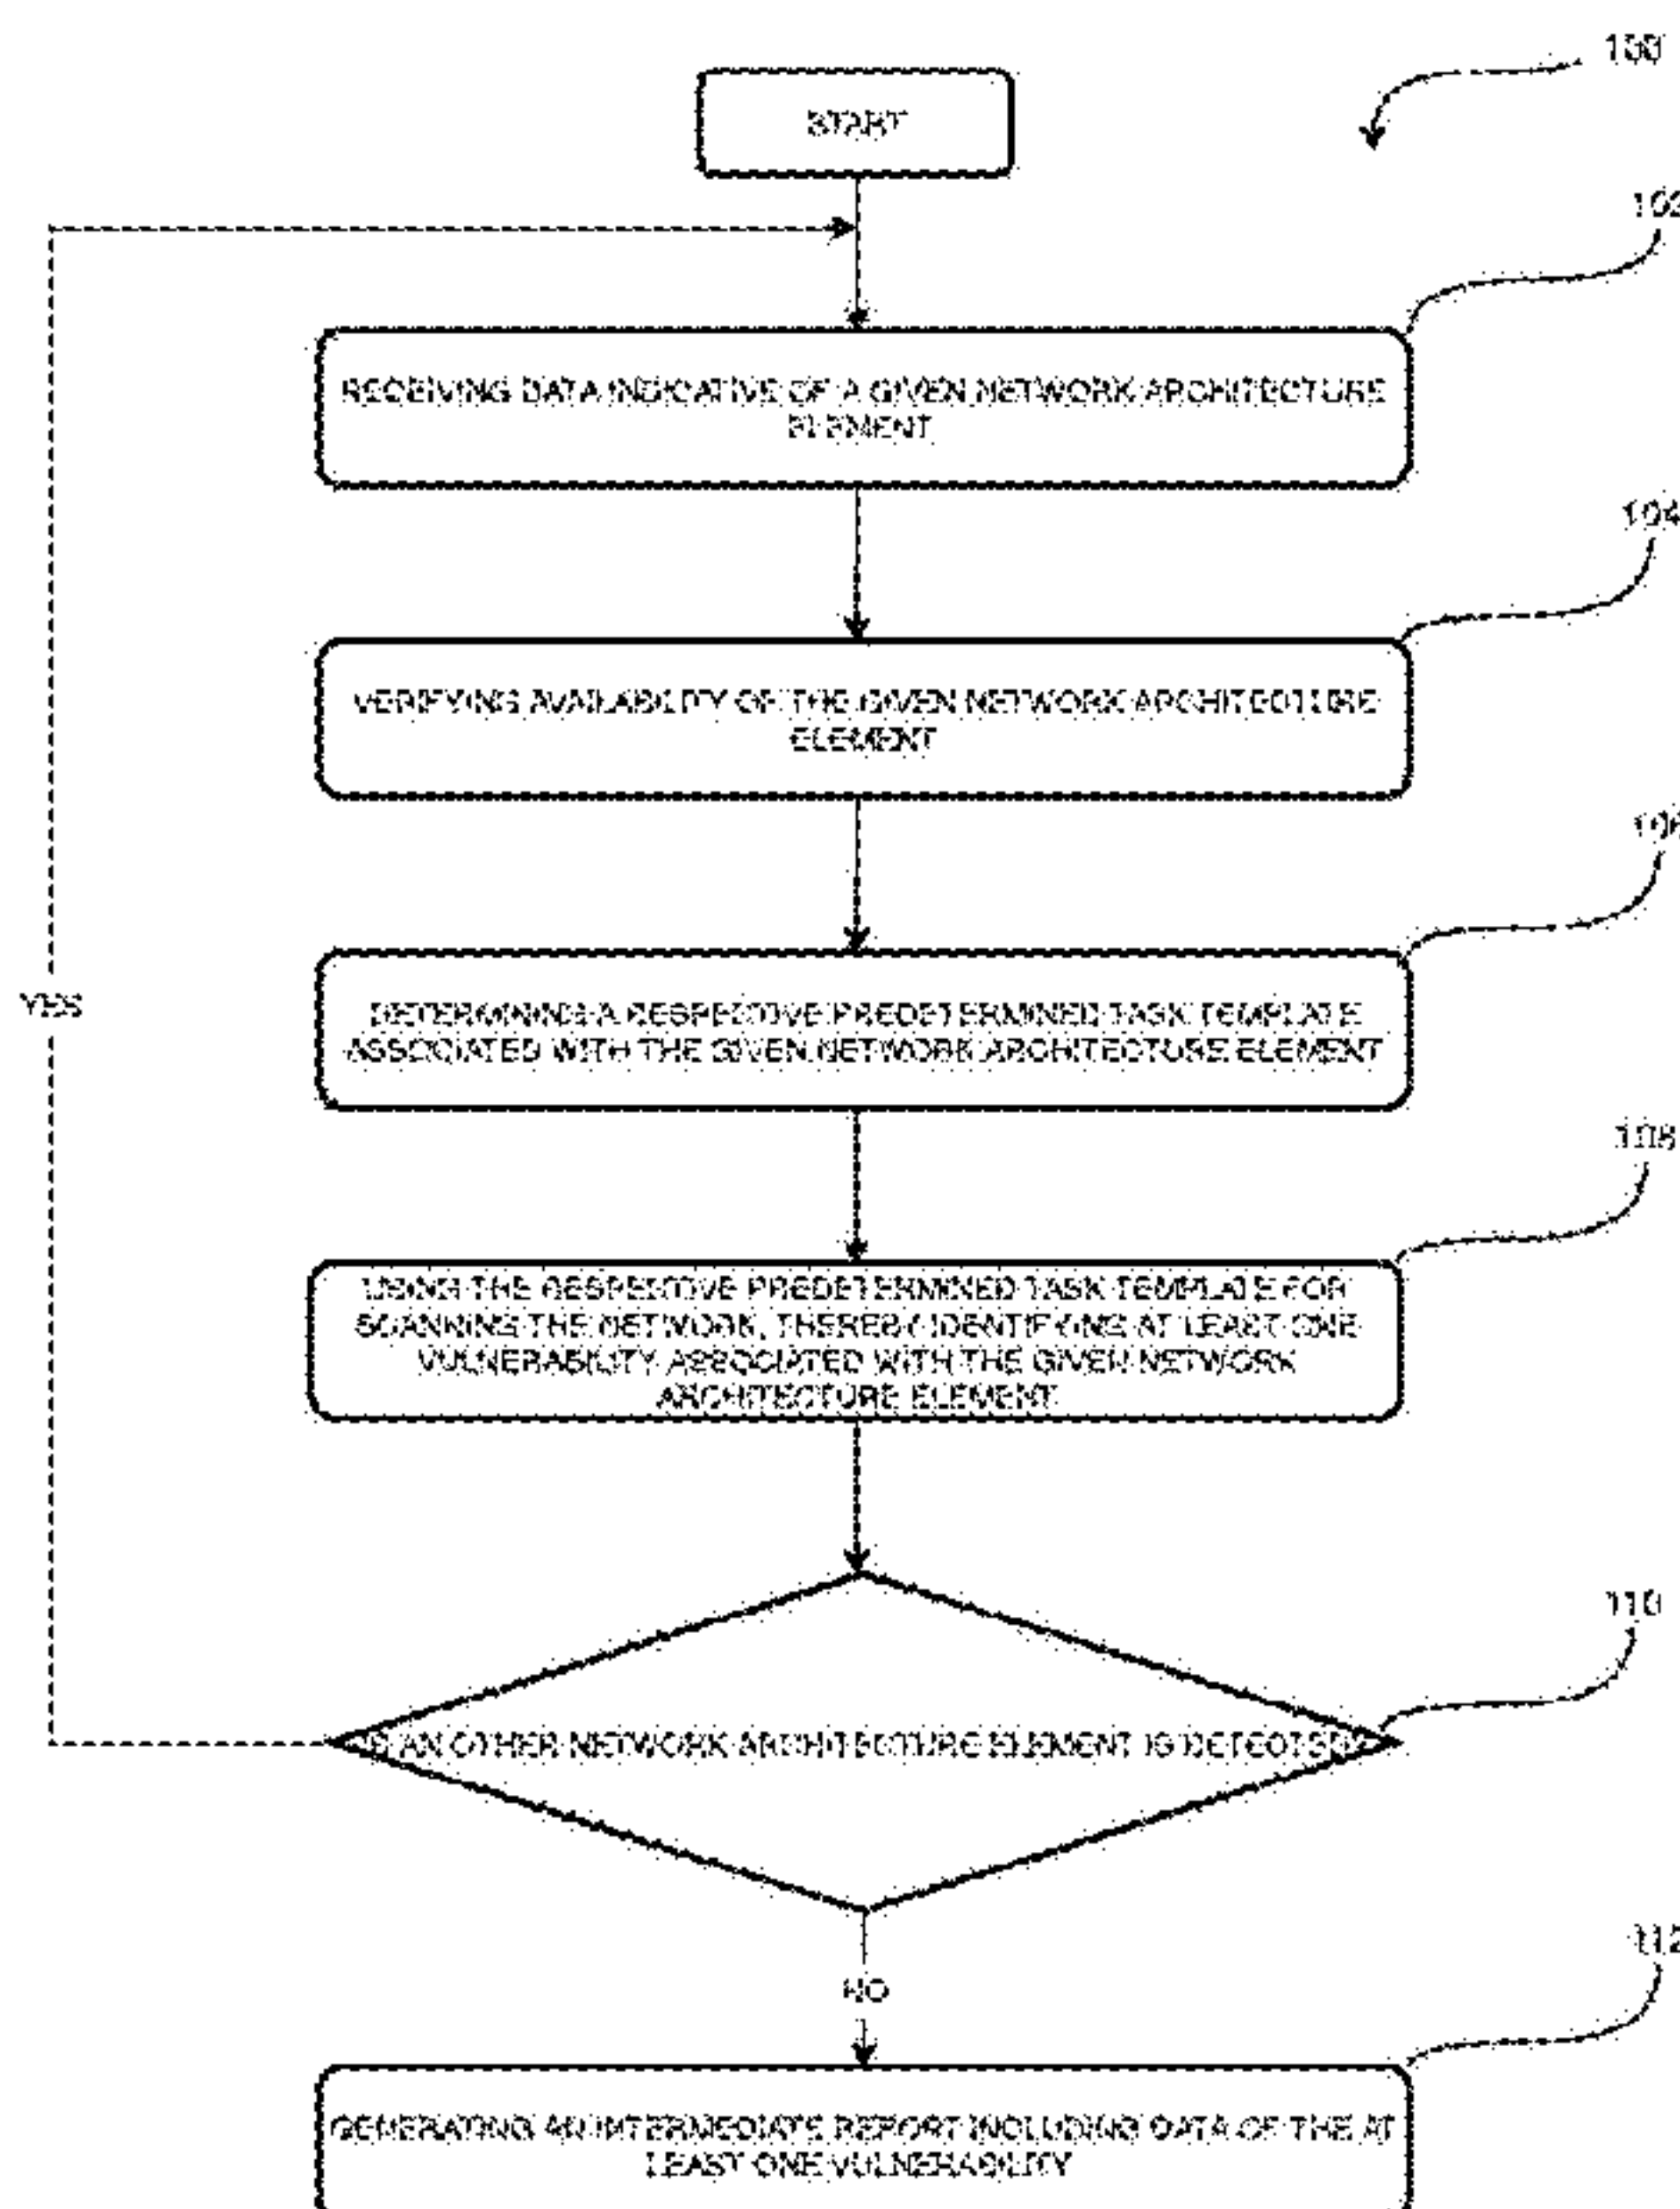 100
START
102
RECEIVING DATA INDICATIVE OF A GIVEN NETWORK ARCHITECTURE
ELEMENT
104
VERIFYING AVAILABILITY OF THE GIVEN NETWORK ARCHITECTURE
ELEMENT
106
YES
DETERMINING A RESPECTIVE PREDETERMINED TASK TEMPLATE
ASSOCIATED WITH THE GIVEN NETWORK ARCHITECTURE ELEMENT
108
USING THE RESPECTIVE PREDETERMINED TASK TEMPLATE FOR
SCANNING THE NETWORK, THEREBY IDENTIFYING AT LEAST ONE
VULNERABILITY ASSOCIATED WITH THE GIVEN NETWORK
ARCHITECTURE ELEMENT
110
AN OTHER NETWORK ARCHITECTURE ELEMENT IS DETECTED?
NO
112
GENERATING AN INTERMEDIATE REPORT INCLUDING DATA OF THE AT
LEAST ONE VULNERABILITY